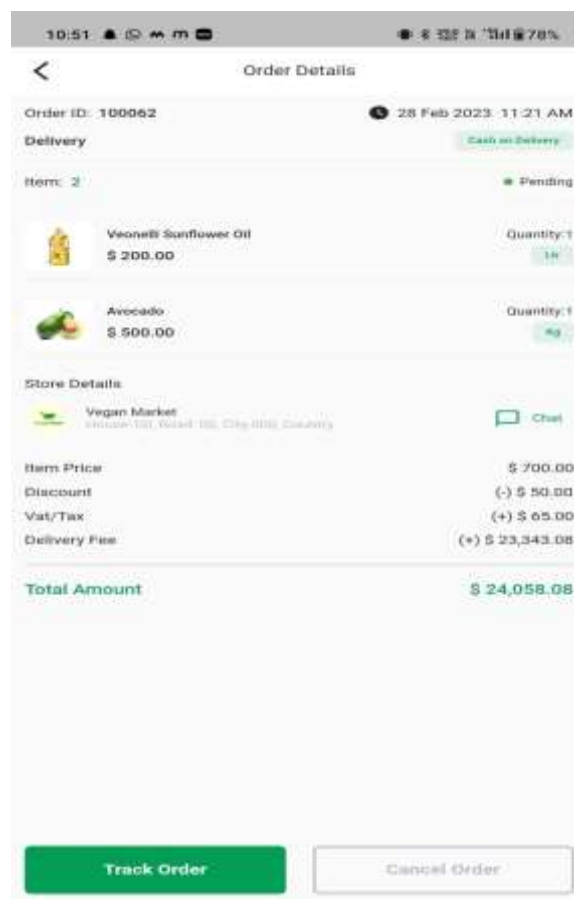 10:51
78%
Order Details
Order ID: 100062
28 Feb 2023 11:21 AM
Delivery
Cash on Delivery
Item: 2
Pending
Veonelli Sunflower Oil
Quantity:1
$ 200.00
Avocado
Quantity:1
$ 500.00
Kg
Store Details
Vegan Market
Chat
Item Price
$ 700.00
Discount
(-) $ 50.00
Vat/Tax
(+) $ 65.00
Delivery Fee
(+) $ 23,343.08
Total Amount
$ 24,058.08
Track Order
Cancel Order